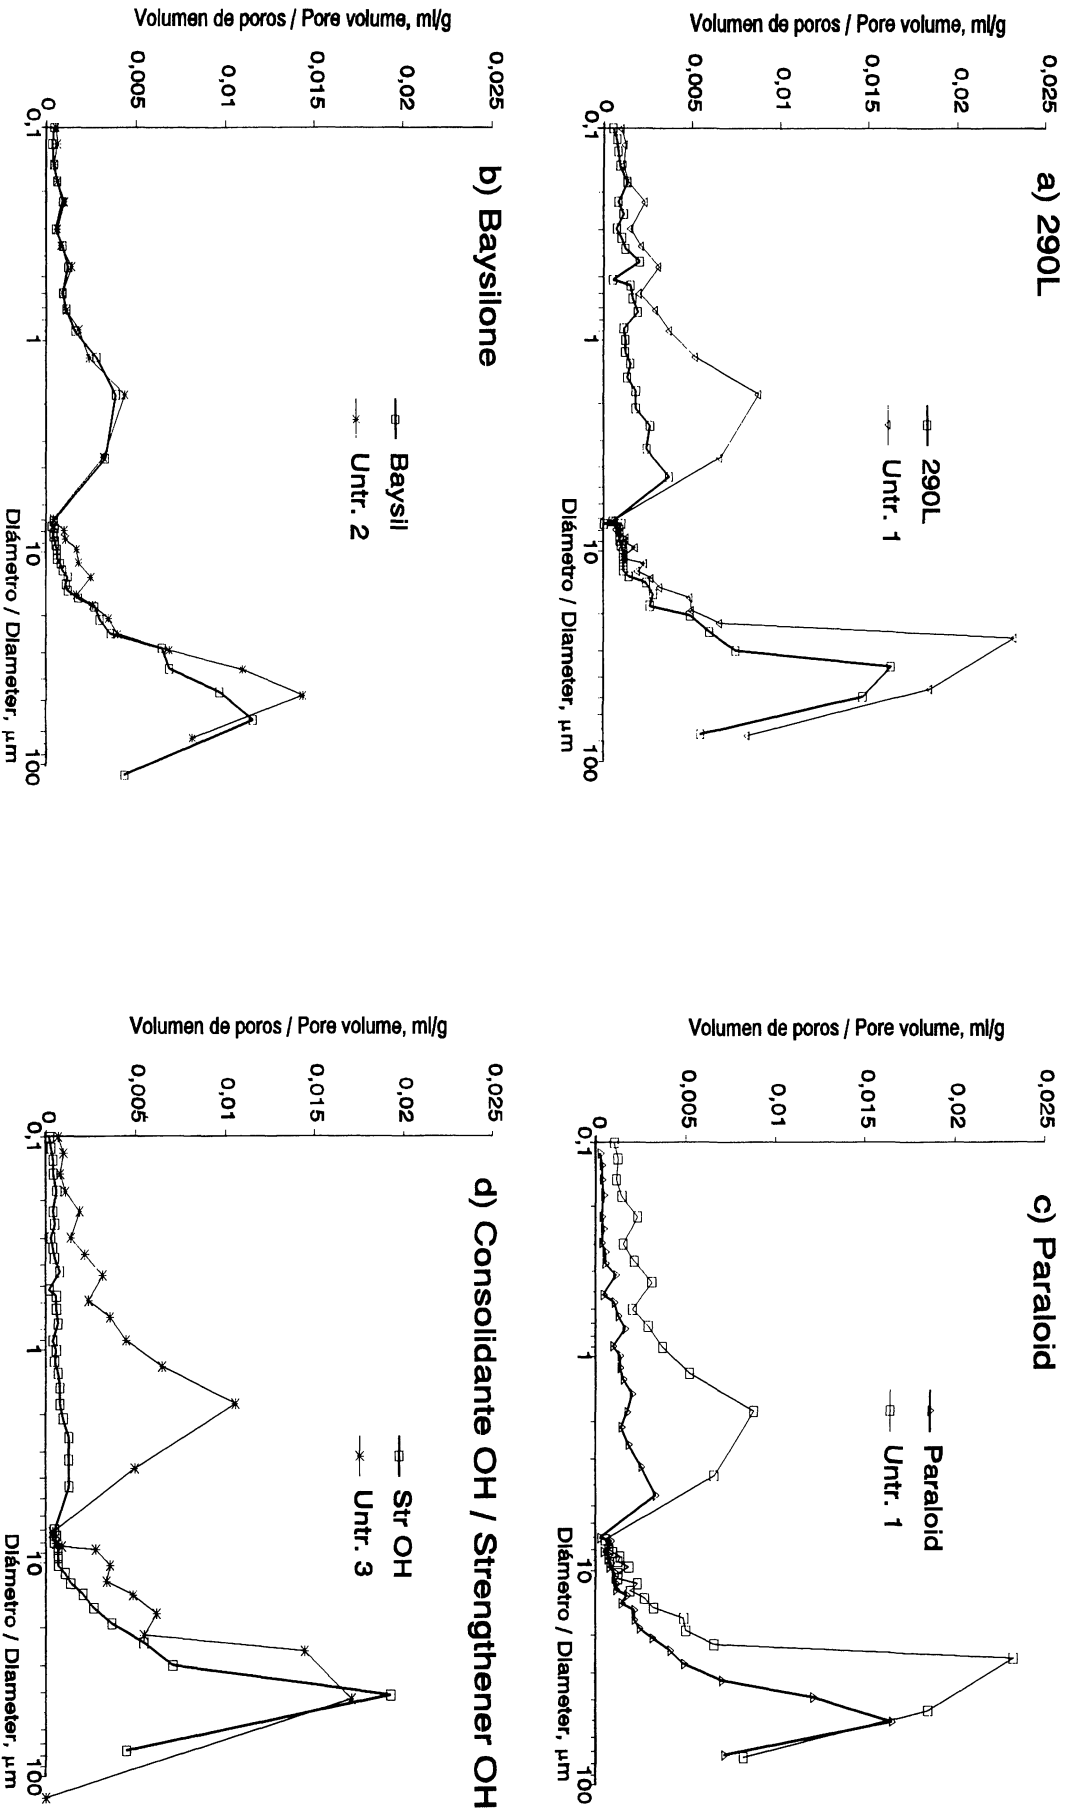 a) 290L
Volumen de poros / Pore volume, ml/g
0,025
0,02
0,015
0,01
0,005
0
0,1
1
10
100
290L
Untr. 1
Diámetro / Diameter, µm
b) Baysilone
Volumen de poros / Pore volume, ml/g
0,025
0,02
0,015
0,01
0,005
0
0,1
1
10
100
Baysil
Untr. 2
Diámetro / Diameter, µm
c) Paraloid
Volumen de poros / Pore volume, ml/g
0,025
0,02
0,015
0,01
0,005
0
0,1
1
10
100
Paraloid
Untr. 1
Diámetro / Diameter, µm
d) Consolidante OH / Strengthener OH
Volumen de poros / Pore volume, ml/g
0,025
0,02
0,015
0,01
0,005
0
0,1
1
10
100
Str OH
Untr. 3
Diámetro / Diameter, µm